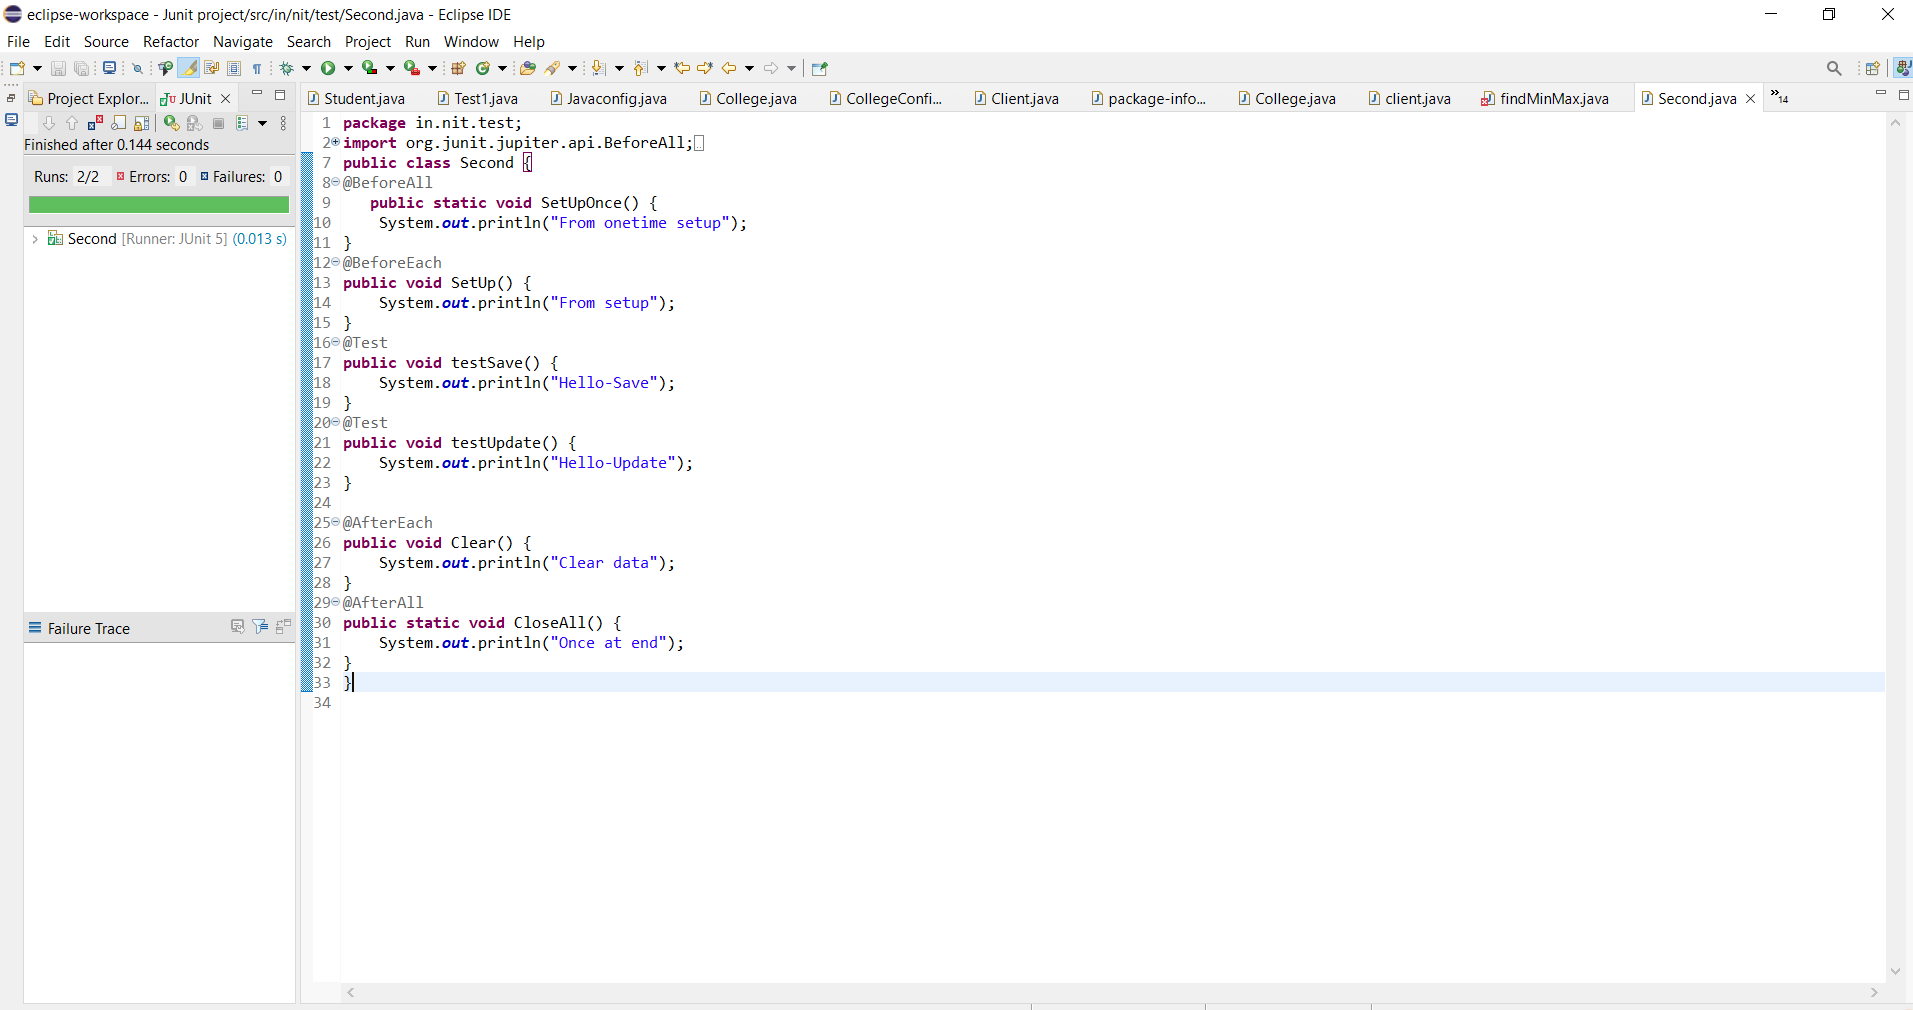 eclipse-workspace - Junit project/src/in/nit/test/Second.java - Eclipse IDE
File Edit Source Refactor Navigate Search Project Run Window Help
Project Explor... JUnit
Student.java Test1.java Javaconfig.java College.java CollegeConfi... Client.java package-info... College.java client.java findMinMax.java Second.java »14
Finished after 0.144 seconds
Runs: 2/2 Errors: 0 Failures: 0
Second [Runner: JUnit 5] (0.013 s)
Failure Trace
1 package in.nit.test;
2 import org.junit.jupiter.api.BeforeAll;
7 public class Second {
8 @BeforeAll
9 public static void SetUpOnce() {
10 System.out.println("From onetime setup");
11 }
12 @BeforeEach
13 public void SetUp() {
14 System.out.println("From setup");
15 }
16 @Test
17 public void testSave() {
18 System.out.println("Hello-Save");
19 }
20 @Test
21 public void testUpdate() {
22 System.out.println("Hello-Update");
23 }
24
25 @AfterEach
26 public void Clear() {
27 System.out.println("Clear data");
28 }
29 @AfterAll
30 public static void CloseAll() {
31 System.out.println("Once at end");
32 }
33 }
34